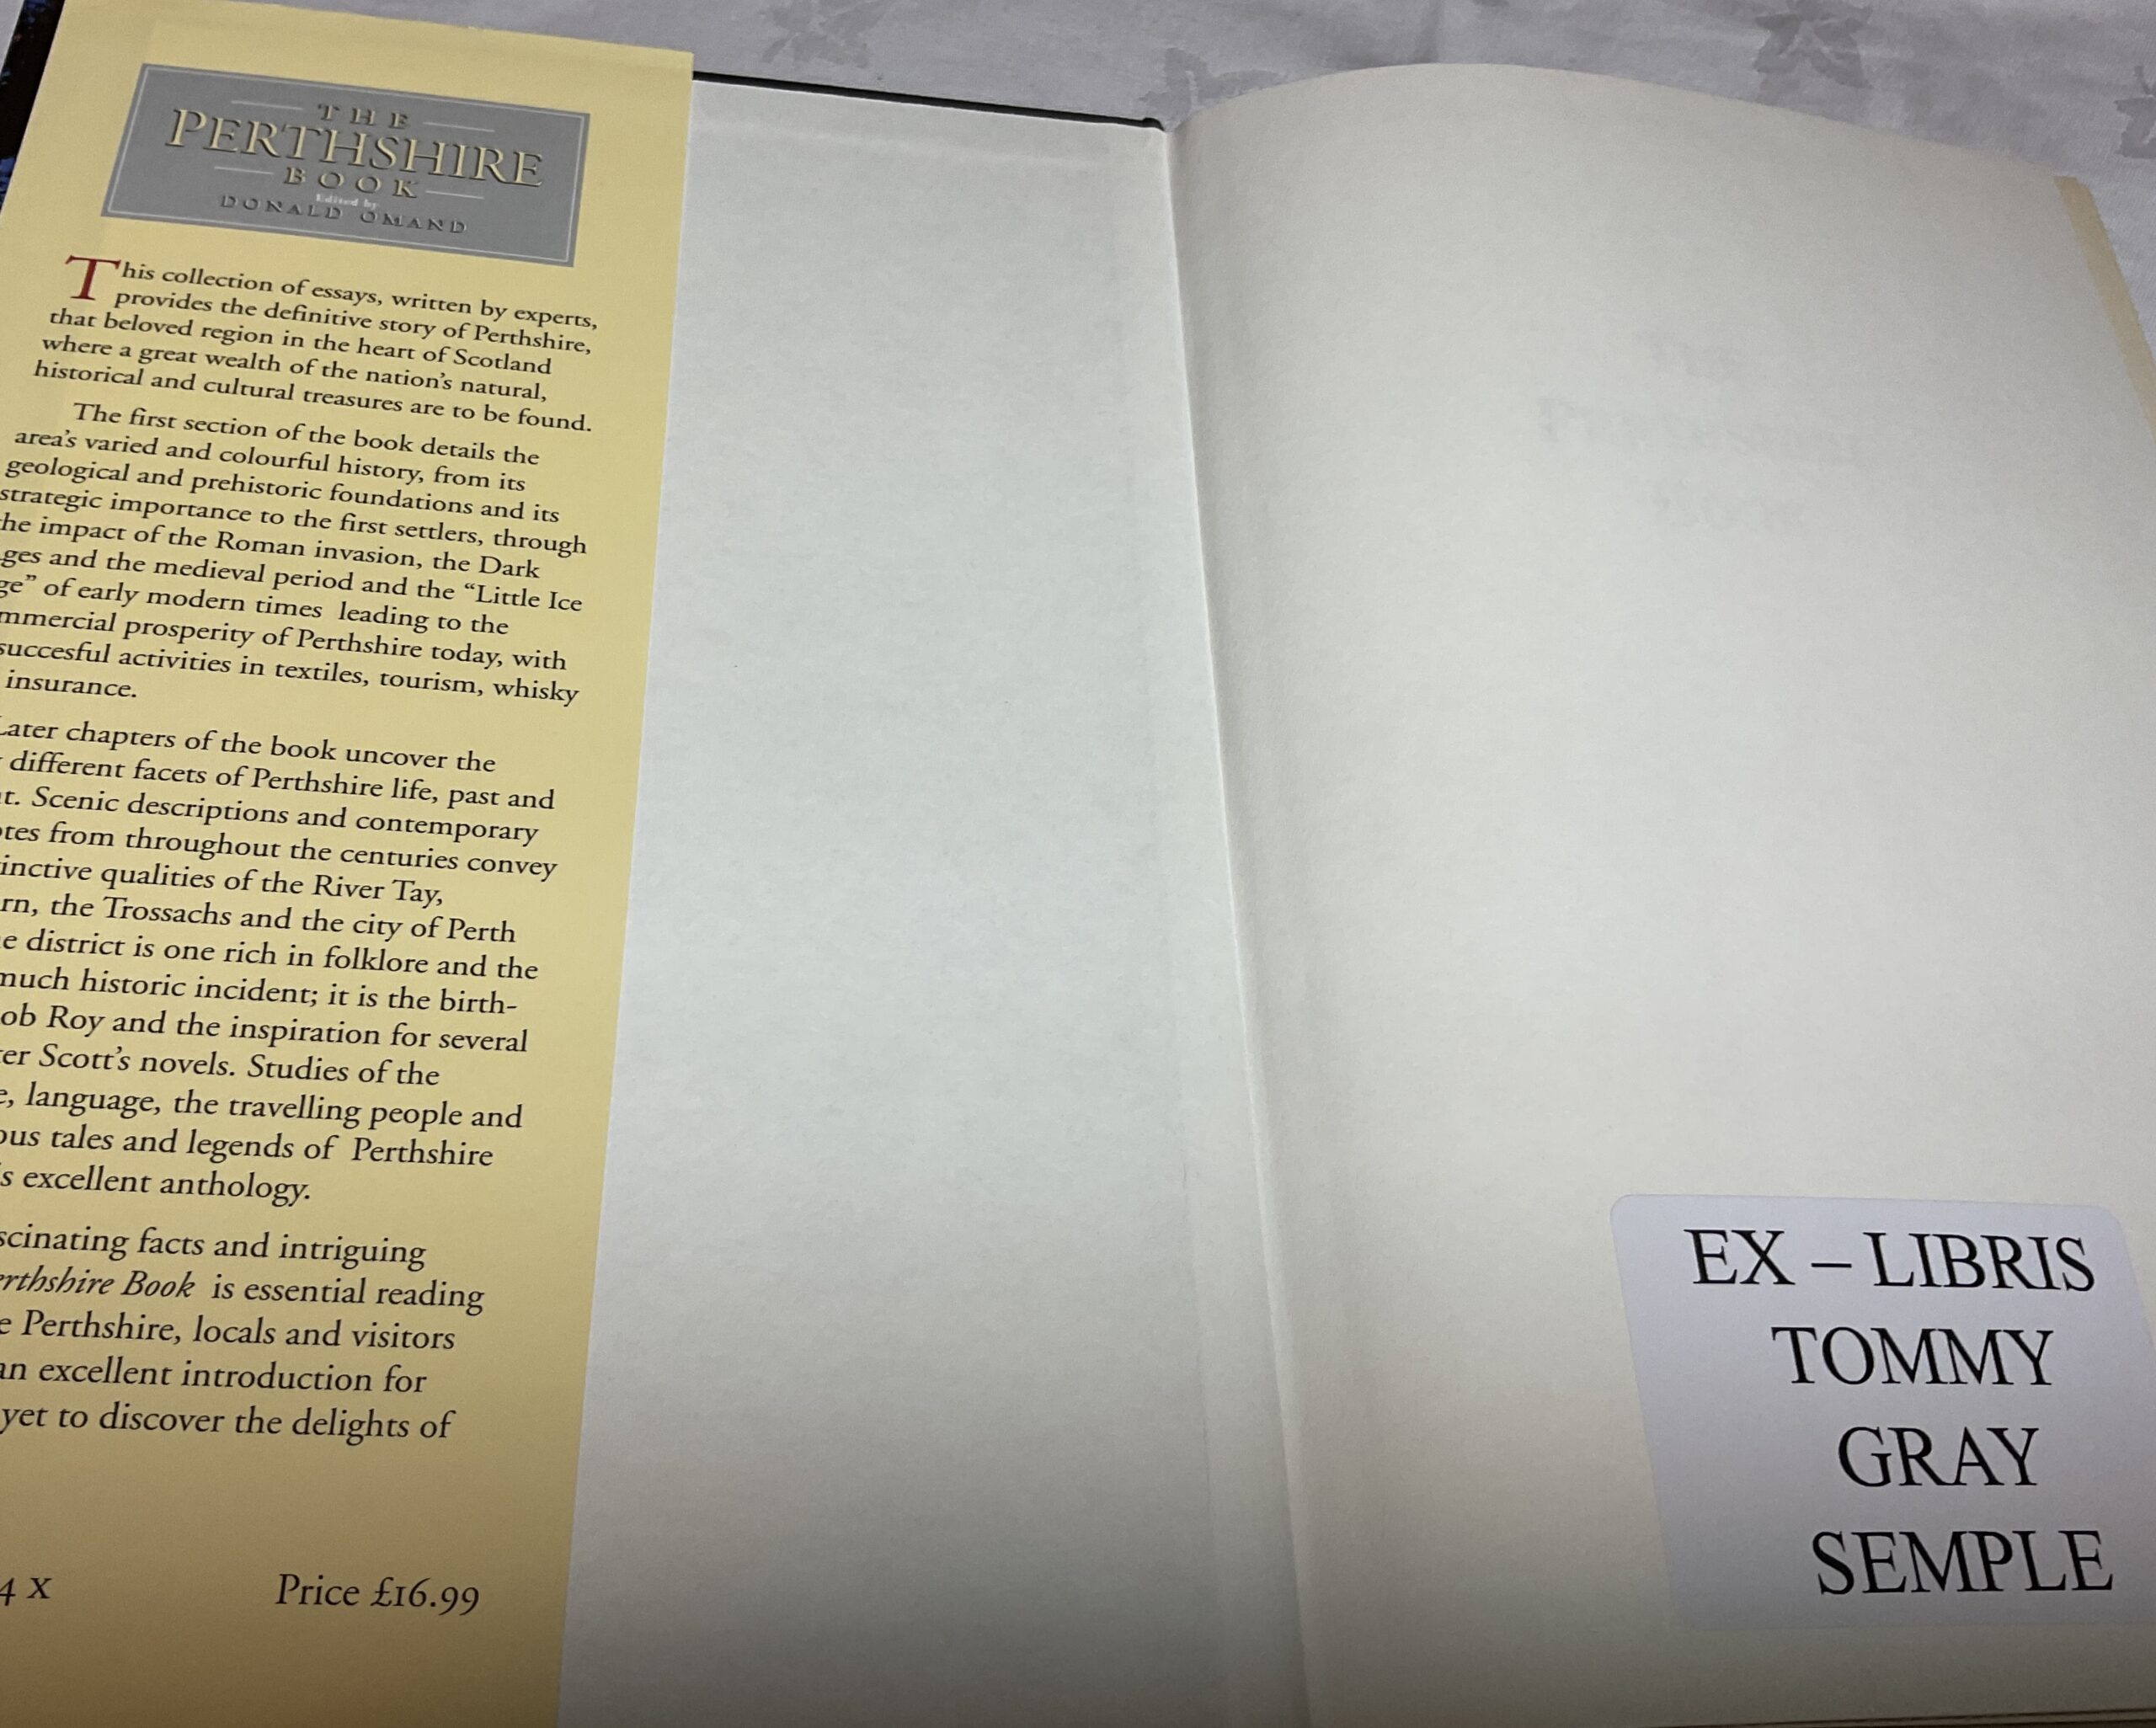 THE
PERTHSHIRE
BOOK
Edited by
DONALD OMAND
This collection of essays, written by experts,
provides the definitive story of Perthshire,
that beloved region in the heart of Scotland
where a great wealth of the nation's natural,
historical and cultural treasures are to be found.
The first section of the book details the
area's varied and colourful history, from its
geological and prehistoric foundations and its
strategic importance to the first settlers, through
the impact of the Roman invasion, the Dark
ges and the medieval period and the “Little Ice
ge” of early modern times leading to the
mmercial prosperity of Perthshire today, with
succesful activities in textiles, tourism, whisky
insurance.
Later chapters of the book uncover the
different facets of Perthshire life, past and
t. Scenic descriptions and contemporary
otes from throughout the centuries convey
inctive qualities of the River Tay,
rn, the Trossachs and the city of Perth
e district is one rich in folklore and the
much historic incident; it is the birth-
ob Roy and the inspiration for several
er Scott's novels. Studies of the
e, language, the travelling people and
ous tales and legends of Perthshire
s excellent anthology.
scinating facts and intriguing
erthshire Book is essential reading
e Perthshire, locals and visitors
an excellent introduction for
yet to discover the delights of
4 X Price £16.99
EX – LIBRIS
TOMMY
GRAY
SEMPLE